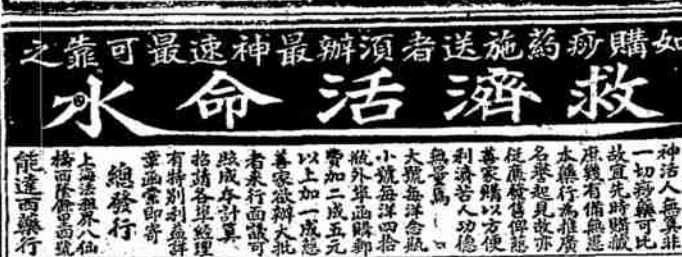 如購痧藥施送者須辦最神速最可靠之
救濟活命水
神活人無算非
一切痧藥可比
故宜先時購藏
庶幾有備無患
本藥行為推廣
名譽起見故亦
從廉發售俾慈
善家購以方便
利濟苦人功德
無量焉
大號每洋念瓶
小號每洋四拾
瓶外埠函購郵
費加二成五元
以上加一成慈
善家欲辦大批
者來行面議可
照成本計算
招請各埠經理
有特別利益詳
章函索即寄
總發行
上海法租界八仙
橋西首餘里西號
能達西藥行